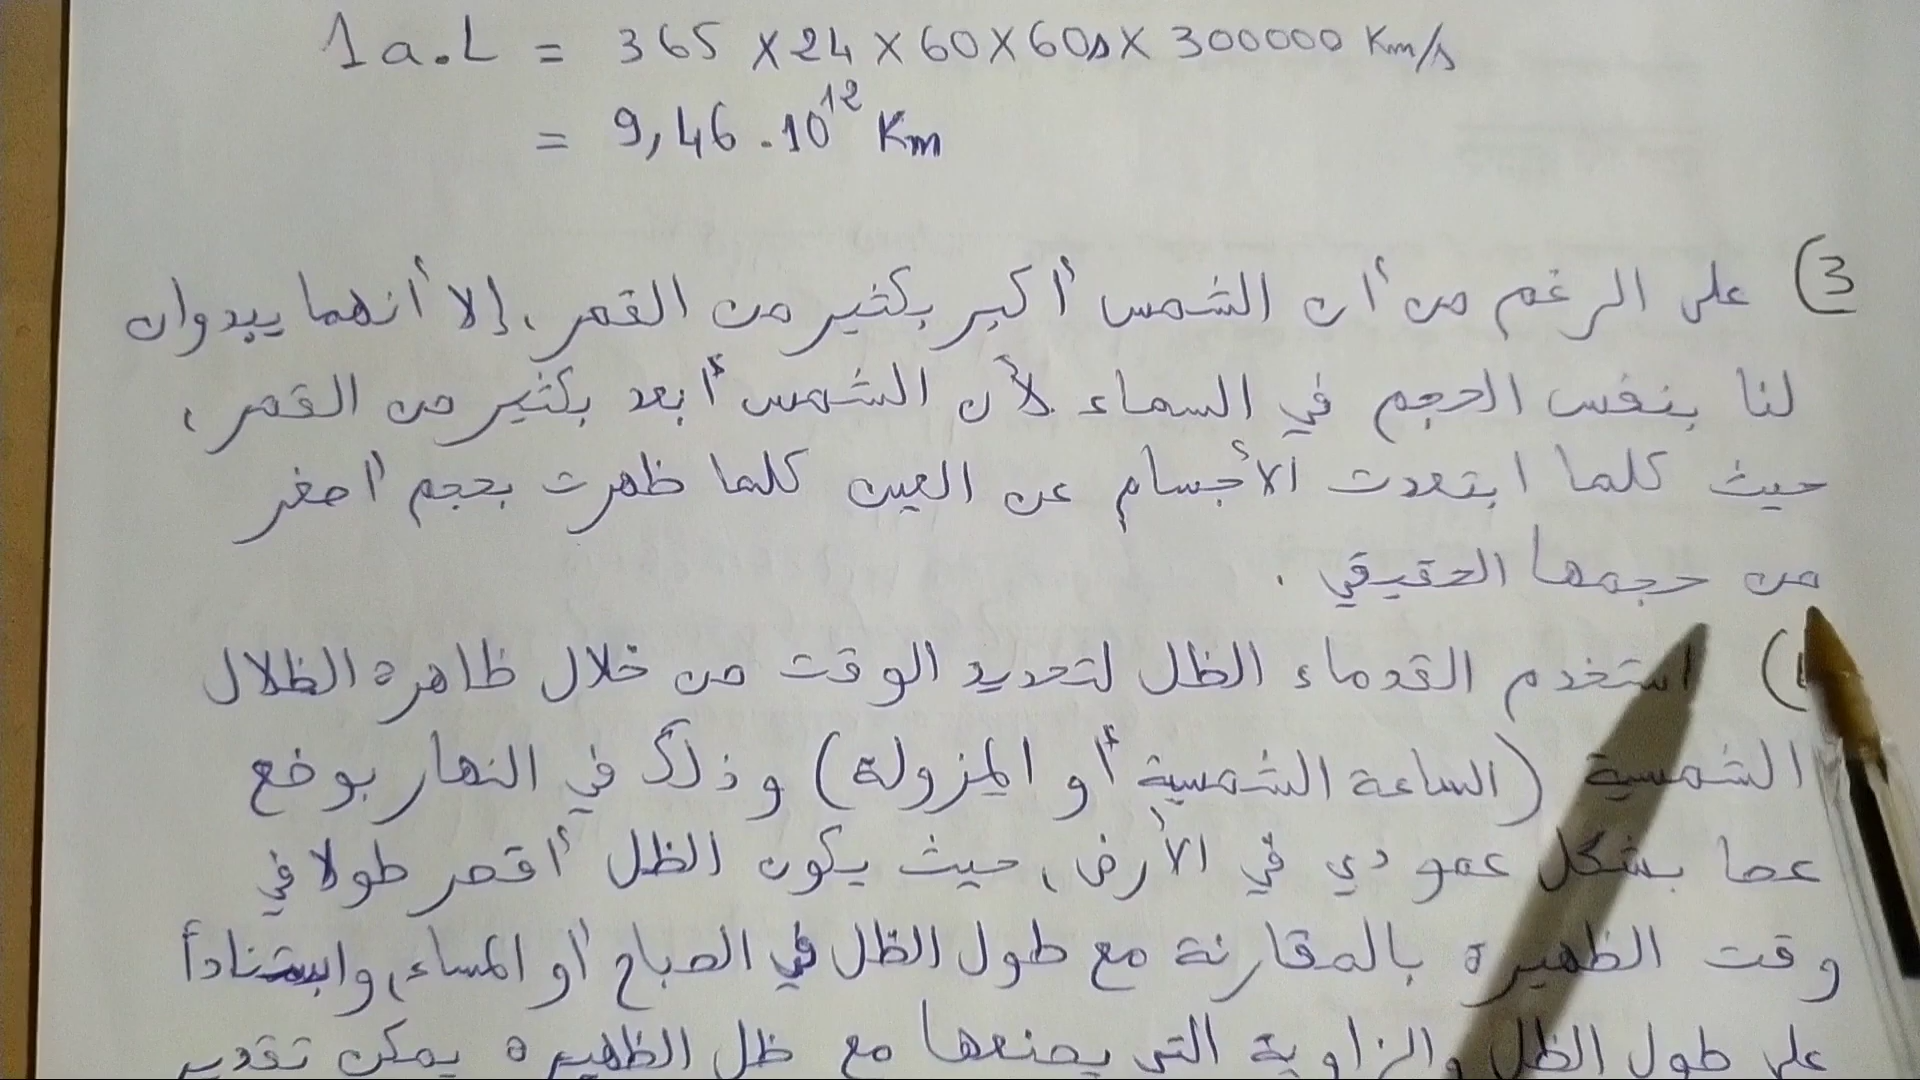 1 a.L = 365 x 24 x 60 x 60s x 300000 Km/s
= 9,46 . 10¹² Km
3) على الرغم من أن الشمس أكبر بكثير من القمر، إلا أنهما يبدوان
لنا بنفس الحجم في السماء لأن الشمس أبعد بكثير من القمر،
حيث كلما ابتعدت الأجسام عن العين كلما ظهرت بحجم أصغر
من حجمها الحقيقي .
استخدم القدماء الظل لتحديد الوقت من خلال ظاهرة الظلال
الشمسية (الساعة الشمسية أو المزولة) وذلك في النهار بوضع
عصا بشكل عمودي في الأرض، حيث يكون الظل أقصر طولا في
وقت الظهيرة بالمقارنة مع طول الظل في الصباح أو المساء، واستنادأ
على طول الظل والزاوية التي يصنعها مع ظل الظهيرة يمكن تقدير